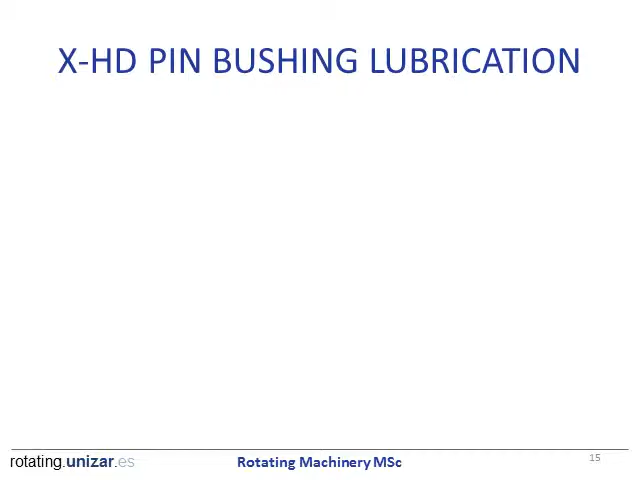 X-HD PIN BUSHING LUBRICATION
rotating.unizar.es
Rotating Machinery MSc
15